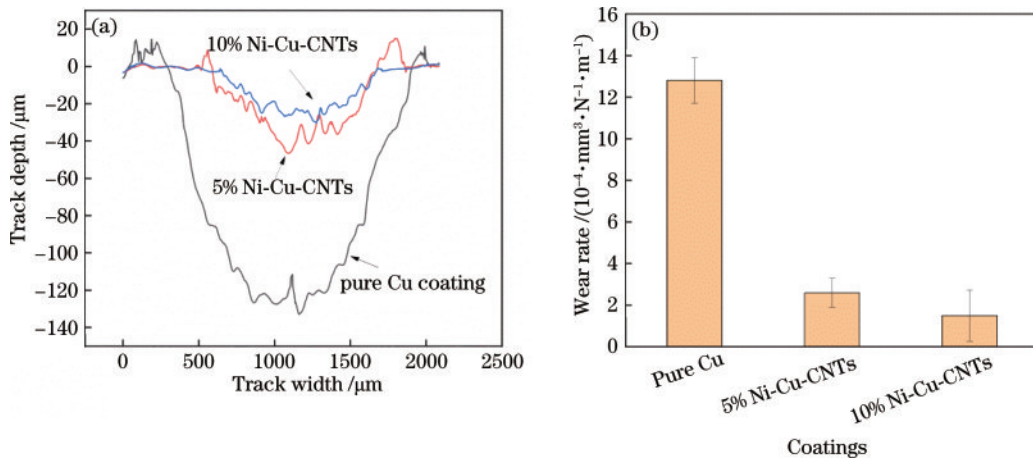 (a)
20
0
−20
−40
−60
−80
−100
−120
−140
Track depth /μm
10% Ni-Cu-CNTs
5% Ni-Cu-CNTs
pure Cu coating
0
500
1000
1500
2000
2500
Track width /μm
(b)
16
14
12
10
8
6
4
2
0
Wear rate /(10⁻⁴·mm³·N⁻¹·m⁻¹)
Pure Cu
5% Ni-Cu-CNTs
10% Ni-Cu-CNTs
Coatings